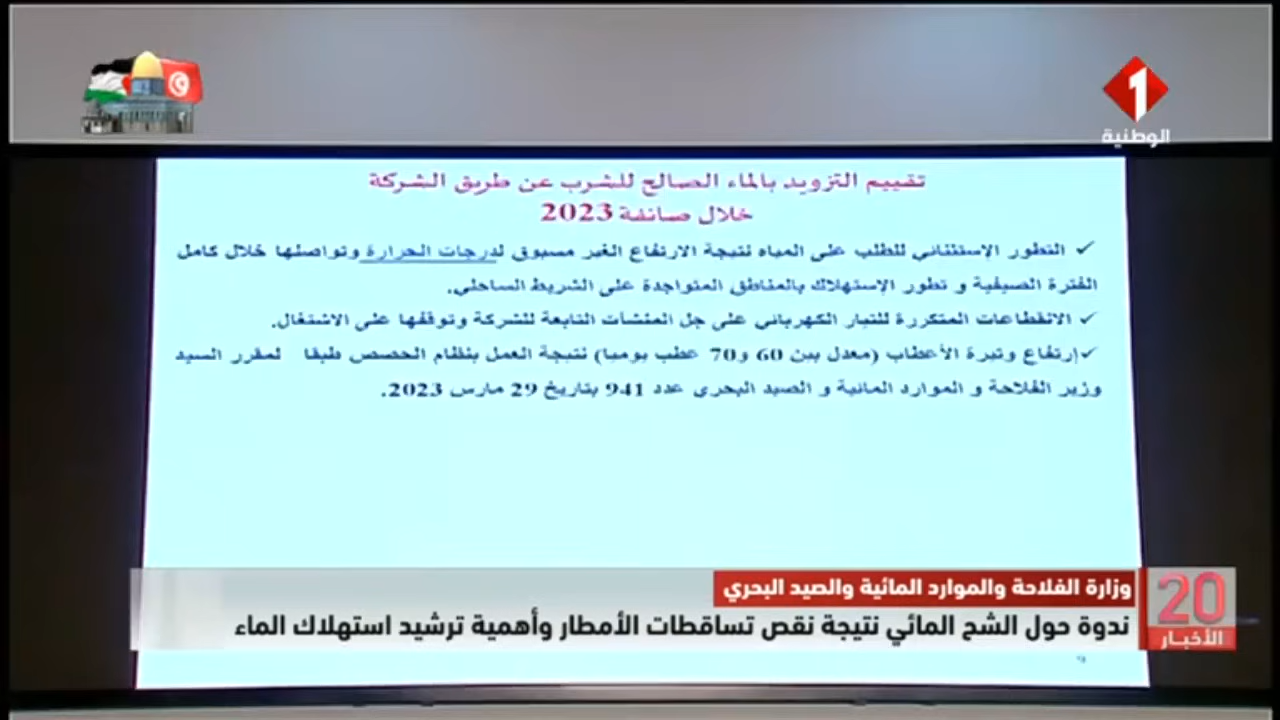 1
الوطنية
تقييم التزويد بالماء الصالح للشرب عن طريق الشركة
خلال صائفة 2023
✓ التطور الإستثنائي للطلب على المياه نتيجة الارتفاع الغير مسبوق لدرجات الحرارة وتواصلها خلال كامل
الفترة الصيفية و تطور الإستهلاك بالمناطق المتواجدة على الشريط الساحلي.
✓ الانقطاعات المتكررة للتيار الكهربائي على جل المنشآت التابعة للشركة وتوقفها على الاشتغال.
✓إرتفاع وتيرة الأعطاب (معدل بين 60 و70 عطب يوميا) نتيجة العمل بنظام الحصص طبقا لمقرر السيد
وزير الفلاحة و الموارد المائية و الصيد البحري عدد 941 بتاريخ 29 مارس 2023.
وزارة الفلاحة والموارد المائية والصيد البحري
ندوة حول الشح المائي نتيجة نقص تساقطات الأمطار وأهمية ترشيد استهلاك الماء
20
الأخبار